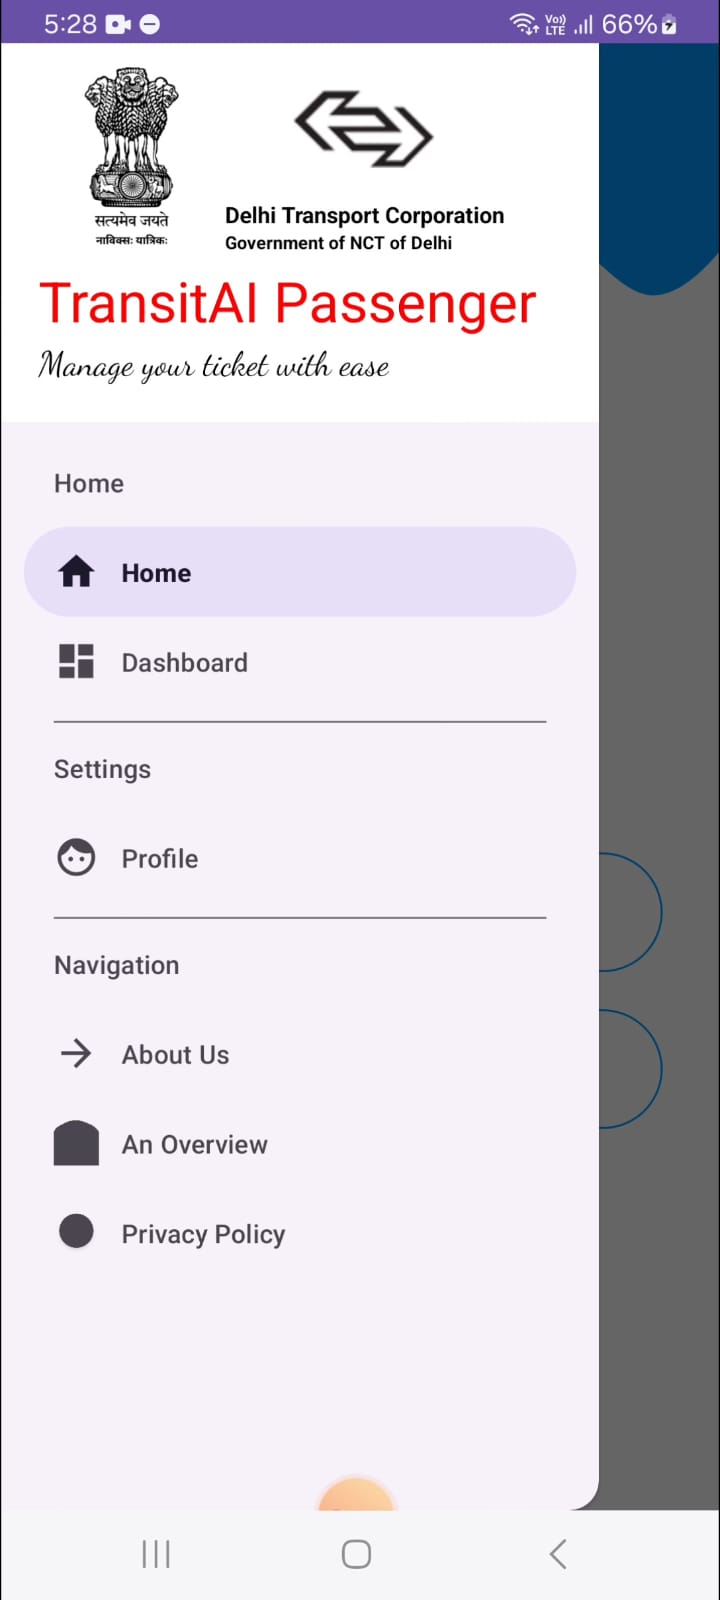 5:28
Vo)) LTE 66%
सत्यमेव जयते
नाविक्सः यात्रिकः
Delhi Transport Corporation
Government of NCT of Delhi
TransitAI Passenger
Manage your ticket with ease
Home
Home
Dashboard
Settings
Profile
Navigation
About Us
An Overview
Privacy Policy